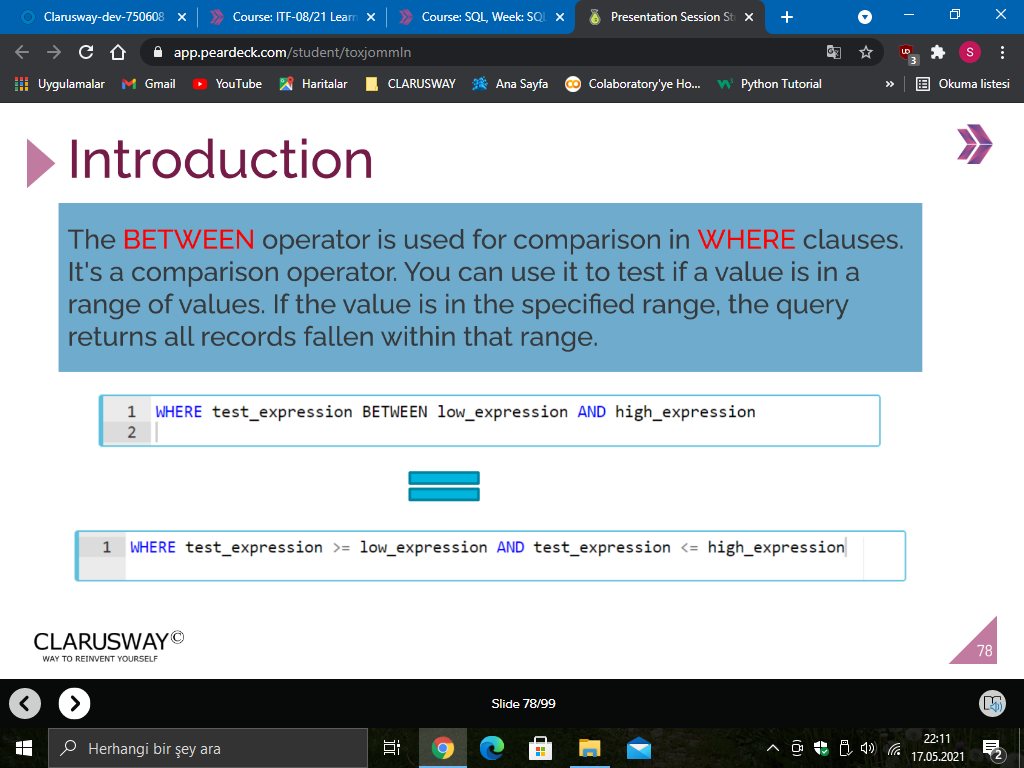 Clarusway-dev-750608
Course: ITF-08/21 Learn
Course: SQL, Week: SQL
Presentation Session St
app.peardeck.com/student/toxjommln
3
S
Uygulamalar
Gmail
YouTube
Haritalar
CLARUSWAY
Ana Sayfa
Colaboratory'ye Ho...
Python Tutorial
»
Okuma listesi
Introduction
The BETWEEN operator is used for comparison in WHERE clauses.
It's a comparison operator. You can use it to test if a value is in a
range of values. If the value is in the specified range, the query
returns all records fallen within that range.
1 WHERE test_expression BETWEEN low_expression AND high_expression
2
1 WHERE test_expression >= low_expression AND test_expression <= high_expression
CLARUSWAY©
WAY TO REINVENT YOURSELF
78
Slide 78/99
Herhangi bir şey ara
22:11
17.05.2021
2